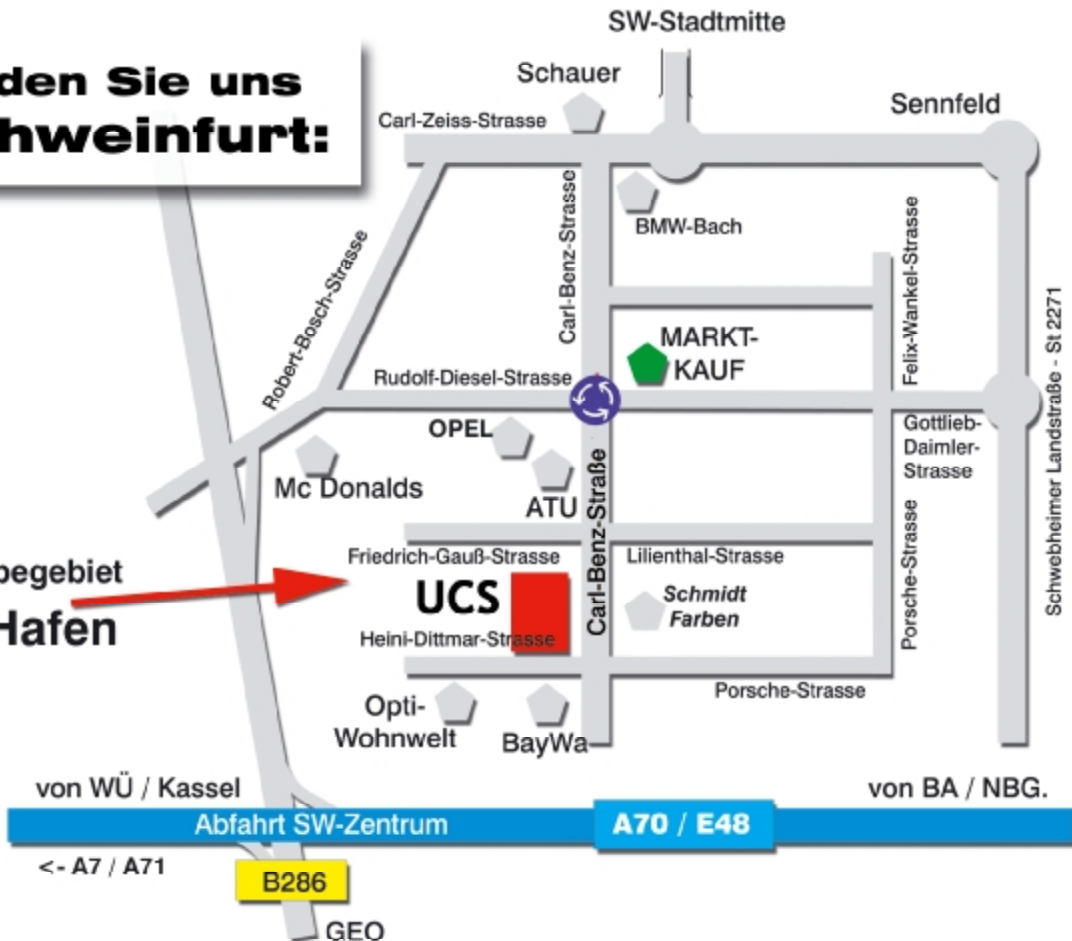 den Sie uns
hweinfurt:
SW-Stadtmitte
Schauer
Carl-Zeiss-Strasse
Sennfeld
BMW-Bach
Carl-Benz-Strasse
Robert-Bosch-Strasse
Felix-Wankel-Strasse
Schwebheimer Landstraße - St 2271
MARKT-
KAUF
Rudolf-Diesel-Strasse
OPEL
Gottlieb-
Daimler-
Strasse
Mc Donalds
ATU
Carl-Benz-Straße
Friedrich-Gauß-Strasse
Lilienthal-Strasse
Porsche-Strasse
begebiet
Hafen
UCS
Schmidt
Farben
Heini-Dittmar-Strasse
Porsche-Strasse
Opti-
Wohnwelt
BayWa
von WÜ / Kassel
von BA / NBG.
Abfahrt SW-Zentrum
A70 / E48
<- A7 / A71
B286
GEO